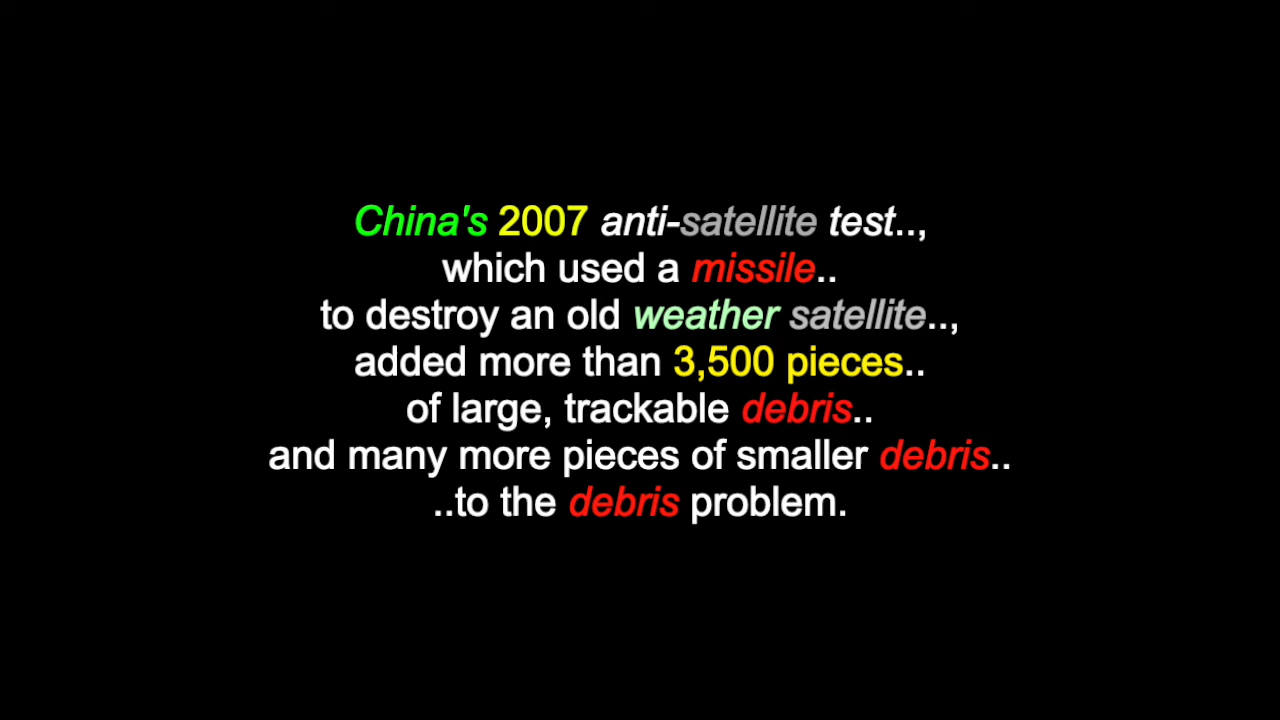 China's 2007 anti-satellite test..,
which used a missile..
to destroy an old weather satellite..,
added more than 3,500 pieces..
of large, trackable debris..
and many more pieces of smaller debris..
..to the debris problem.